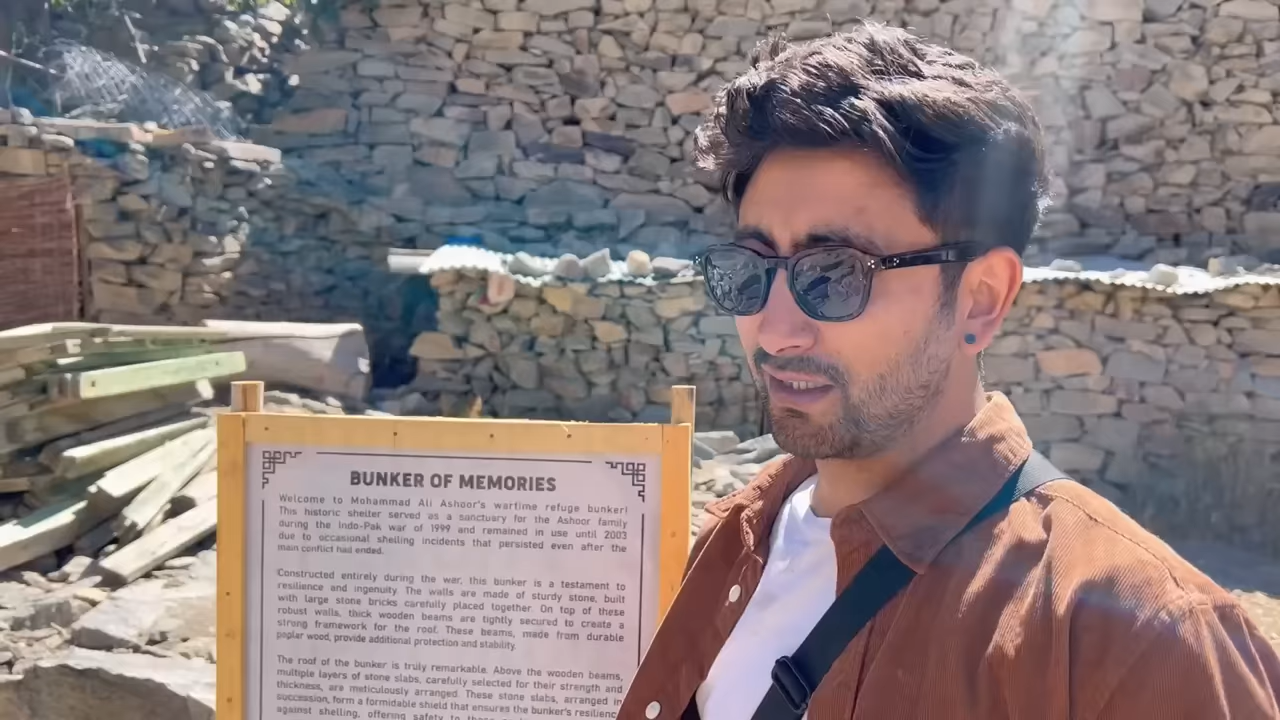 BUNKER OF MEMORIES
Welcome to Mohammad Ali Ashoor's wartime refuge bunker!
This historic shelter served as a sanctuary for the Ashoor family
during the Indo-Pak war of 1999 and remained in use until 2003
due to occasional shelling incidents that persisted even after the
main conflict had ended.
Constructed entirely during the war, this bunker is a testament to
resilience and ingenuity. The walls are made of sturdy stone, built
with large stone bricks carefully placed together. On top of these
robust walls, thick wooden beams are tightly secured to create a
strong framework for the roof. These beams, made from durable
poplar wood, provide additional protection and stability.
The roof of the bunker is truly remarkable. Above the wooden beams,
multiple layers of stone slabs, carefully selected for their strength and
thickness, are meticulously arranged. These stone slabs, arranged in
succession, form a formidable shield that ensures the bunker's resilienc
against shelling, offering safety to